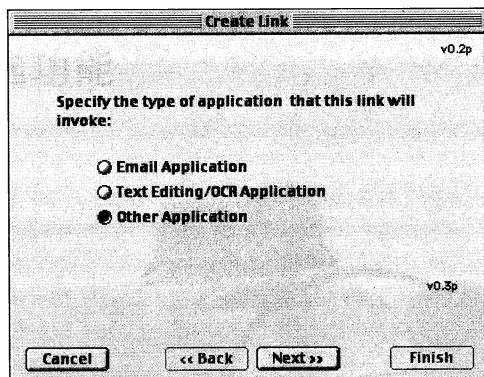 Create Link
v0.2p
Specify the type of application that this link will
invoke:
Email Application
Text Editing/OCR Application
Other Application
v0.3p
Cancel
<< Back
Next >>
Finish